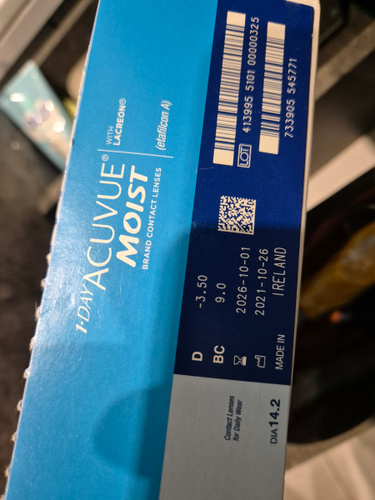 1·DAY ACUVUE® MOIST
WITH LACREON®
BRAND CONTACT LENSES
(etafilcon A)
413995 5101 00000325
LOT
733905 545771
D -3.50
BC 9.0
2026-10-01
2021-10-26
MADE IN IRELAND
Contact Lenses
for Daily Wear
DIA 14.2